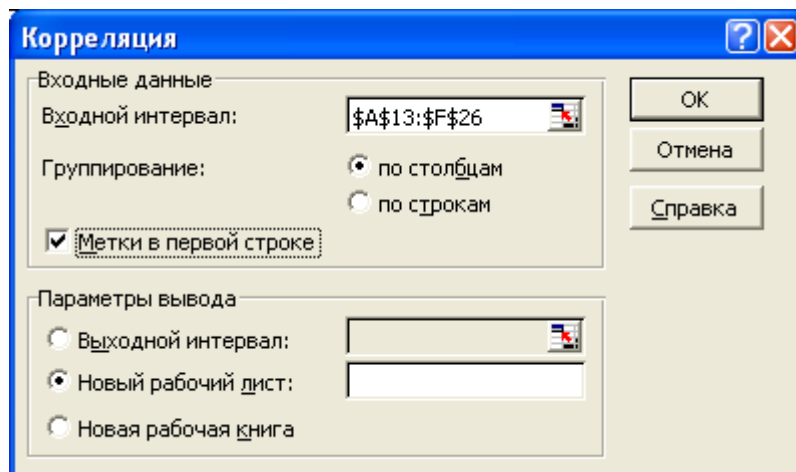 Корреляция
Входные данные
Входной интервал: $A$13:$F$26
Группирование: по столбцам
по строкам
Метки в первой строке
OK
Отмена
Справка
Параметры вывода
Выходной интервал:
Новый рабочий лист:
Новая рабочая книга